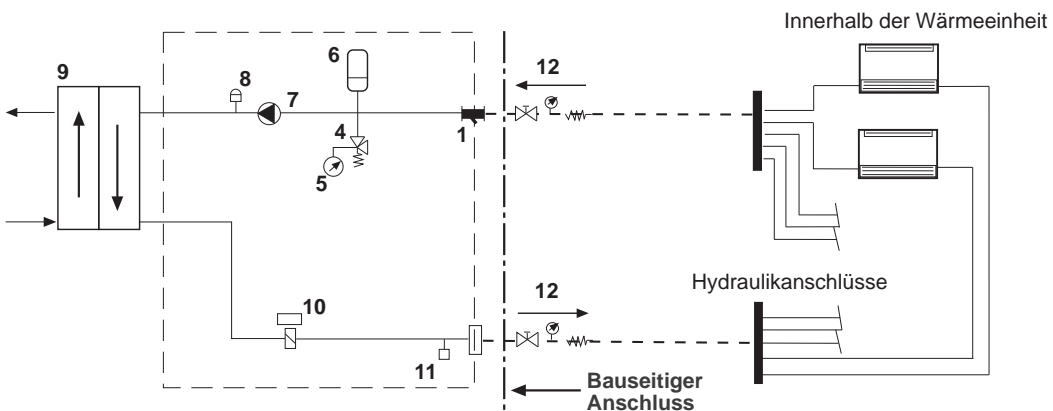 Innerhalb der Wärmeeinheit
6
12
9
8
7
4
1
5
Hydraulikanschlüsse
12
10
11
Bauseitiger
Anschluss